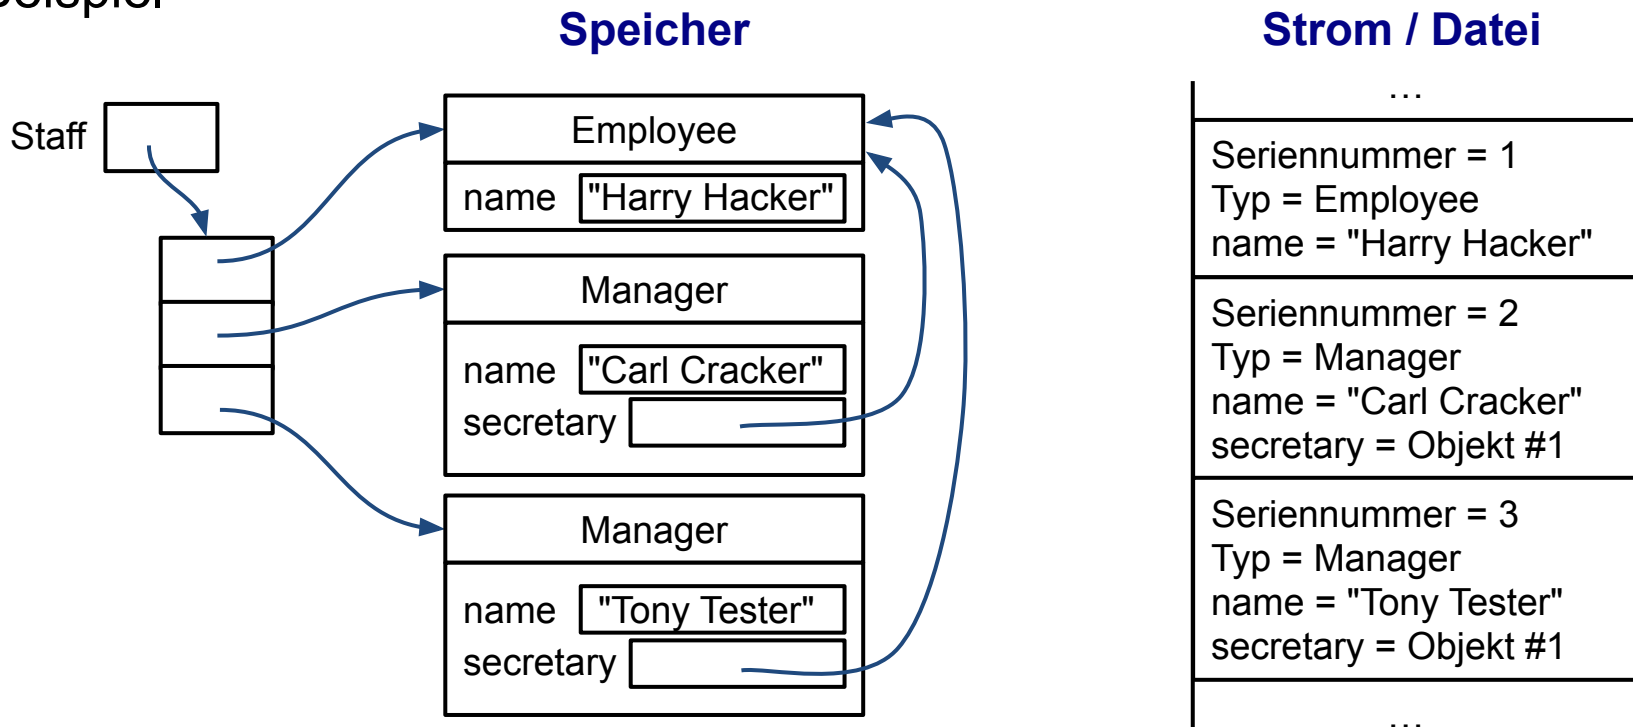 Speicher
Strom / Datei
Staff
Employee
name "Harry Hacker"
Manager
name "Carl Cracker"
secretary
Manager
name "Tony Tester"
secretary
...
Seriennummer = 1
Typ = Employee
name = "Harry Hacker"
Seriennummer = 2
Typ = Manager
name = "Carl Cracker"
secretary = Objekt #1
Seriennummer = 3
Typ = Manager
name = "Tony Tester"
secretary = Objekt #1
...